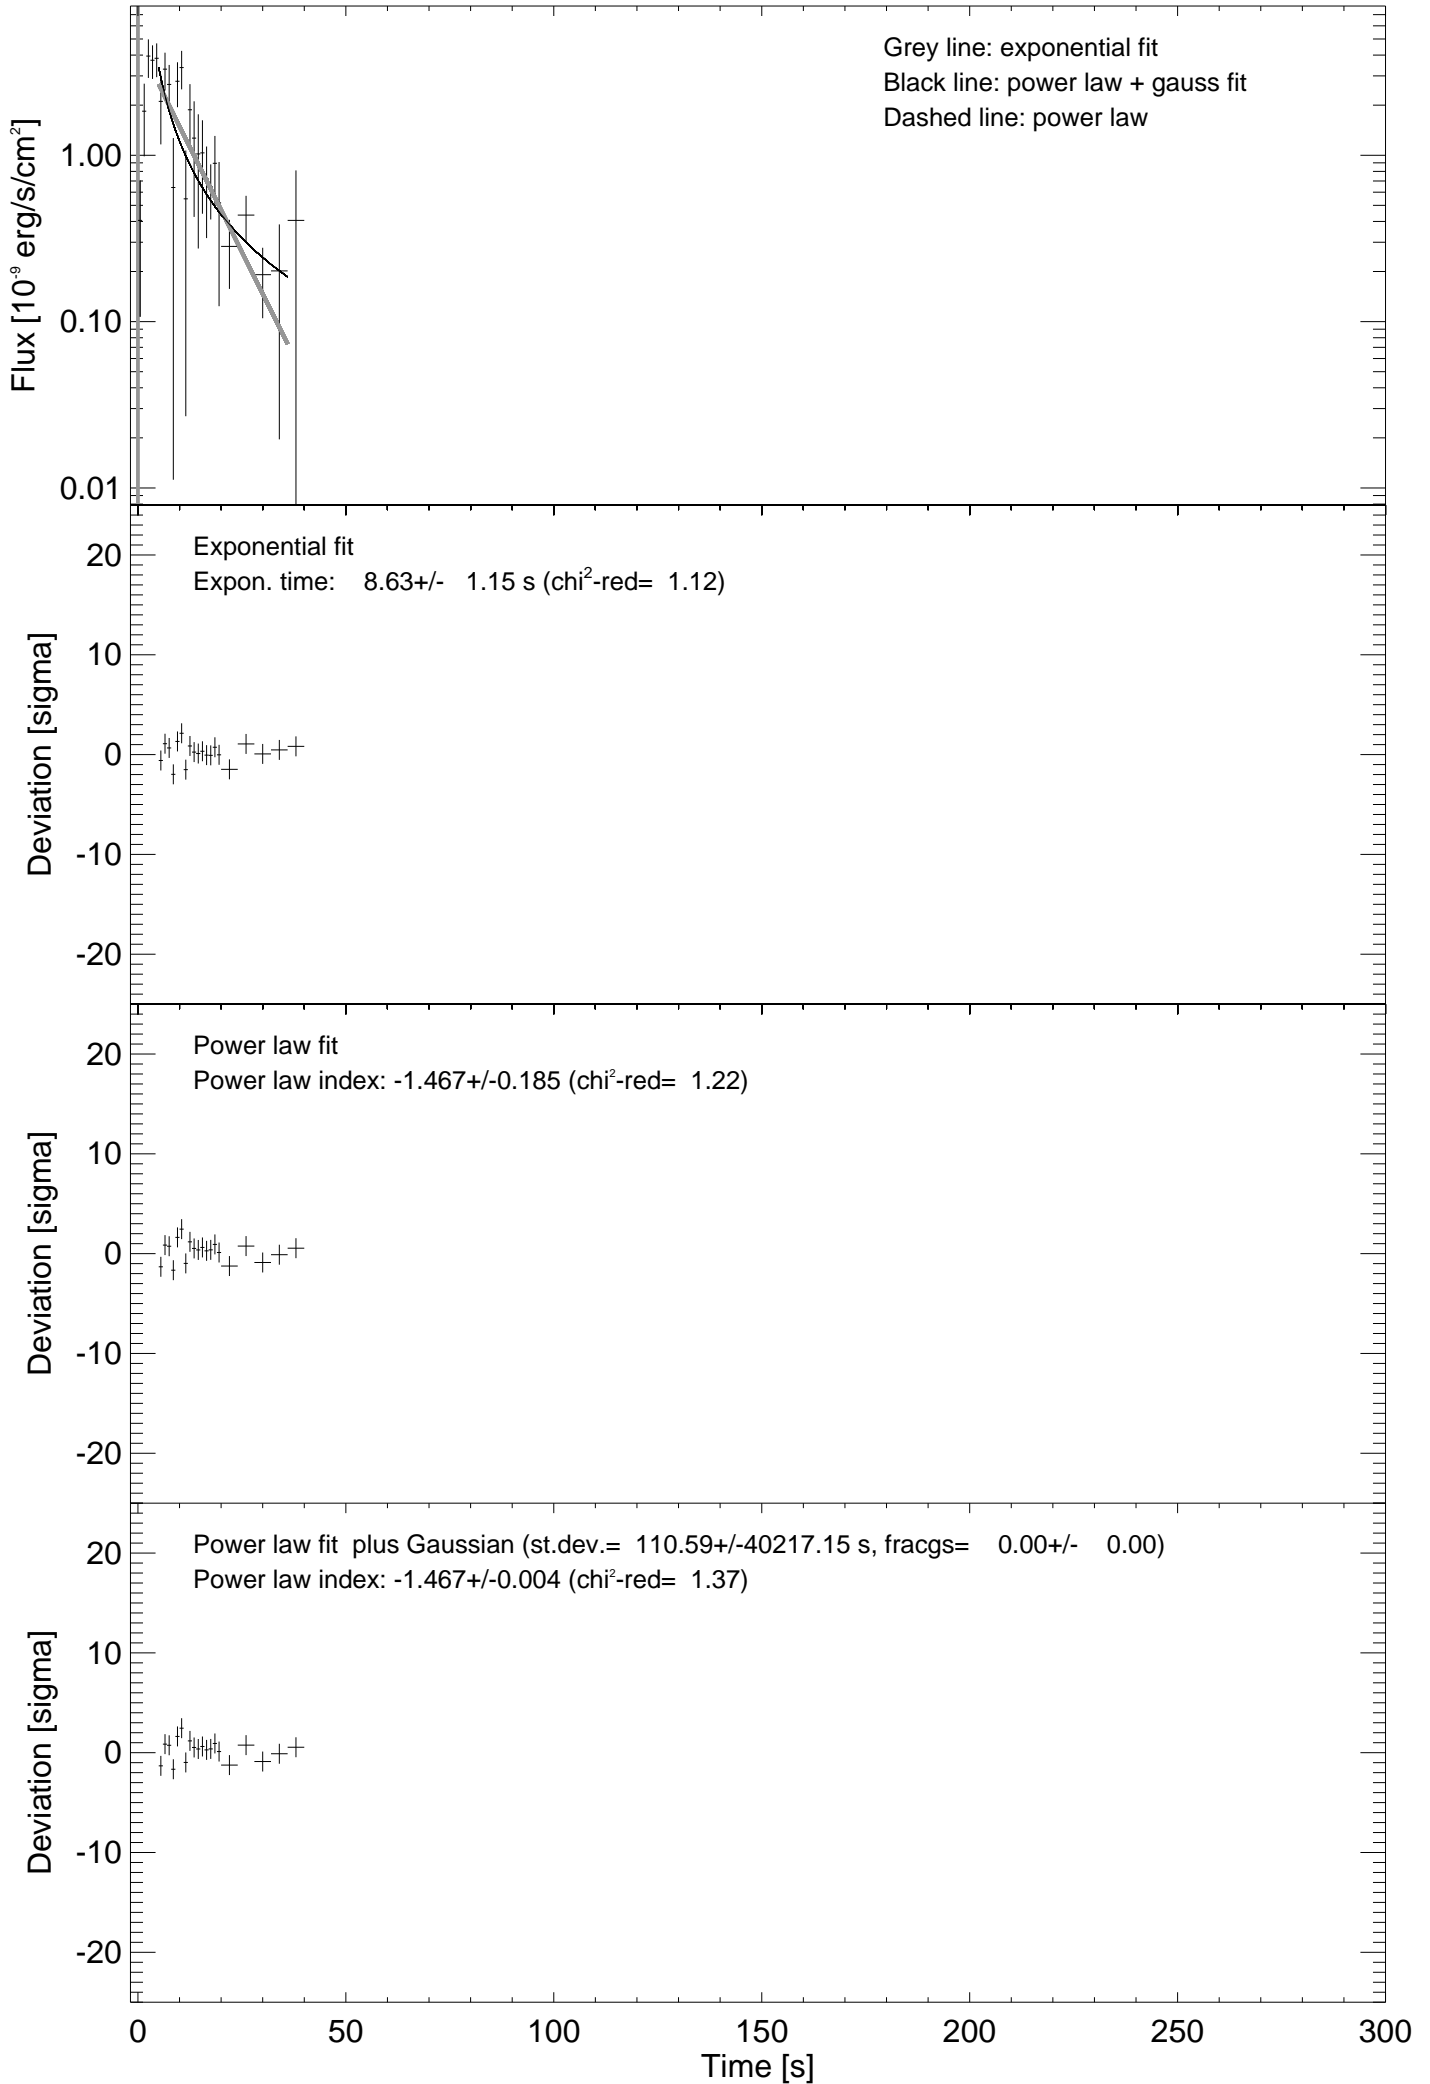 Grey line: exponential fit
Black line: power law + gauss fit
Dashed line: power law
Flux [10⁻⁹ erg/s/cm²]
1.00
0.10
0.01
Exponential fit
Expon. time: 8.63+/- 1.15 s (chi²-red= 1.12)
Deviation [sigma]
20
10
0
-10
-20
Power law fit
Power law index: -1.467+/-0.185 (chi²-red= 1.22)
Deviation [sigma]
20
10
0
-10
-20
Power law fit plus Gaussian (st.dev.= 110.59+/-40217.15 s, fracgs= 0.00+/- 0.00)
Power law index: -1.467+/-0.004 (chi²-red= 1.37)
Deviation [sigma]
20
10
0
-10
-20
0 50 100 150 200 250 300
Time [s]